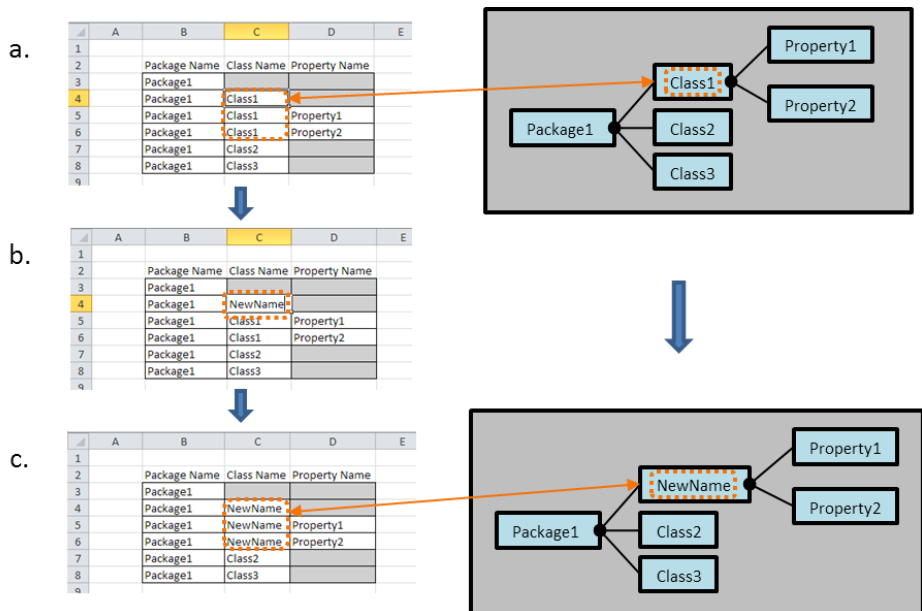 a.
A B C D E
1
2 Package Name Class Name Property Name
3 Package1
4 Package1 Class1
5 Package1 Class1 Property1
6 Package1 Class1 Property2
7 Package1 Class2
8 Package1 Class3
9
Property1
Class1
Property2
Package1
Class2
Class3
b.
A B C D E
1
2 Package Name Class Name Property Name
3 Package1
4 Package1 NewName
5 Package1 Class1 Property1
6 Package1 Class1 Property2
7 Package1 Class2
8 Package1 Class3
9
c.
A B C D E
1
2 Package Name Class Name Property Name
3 Package1
4 Package1 NewName
5 Package1 NewName Property1
6 Package1 NewName Property2
7 Package1 Class2
8 Package1 Class3
9
Property1
NewName
Property2
Package1
Class2
Class3